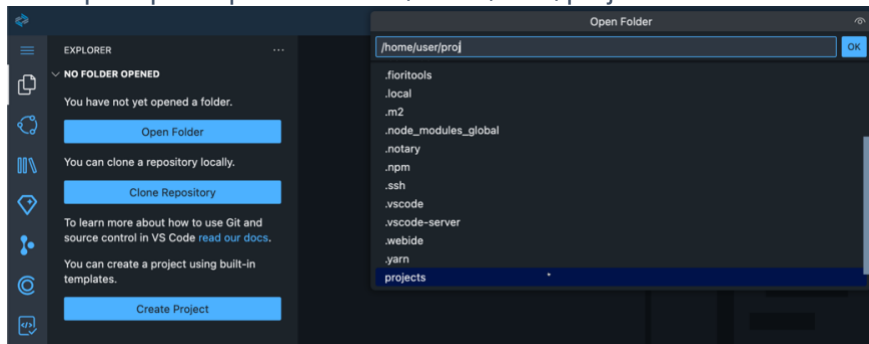 Open Folder
EXPLORER
...
/home/user/proj
OK
NO FOLDER OPENED
You have not yet opened a folder.
Open Folder
You can clone a repository locally.
Clone Repository
To learn more about how to use Git and
source control in VS Code read our docs.
You can create a project using built-in
templates.
Create Project
.fioritools
.local
.m2
.node_modules_global
.notary
.npm
.ssh
.vscode
.vscode-server
.webide
.yarn
projects